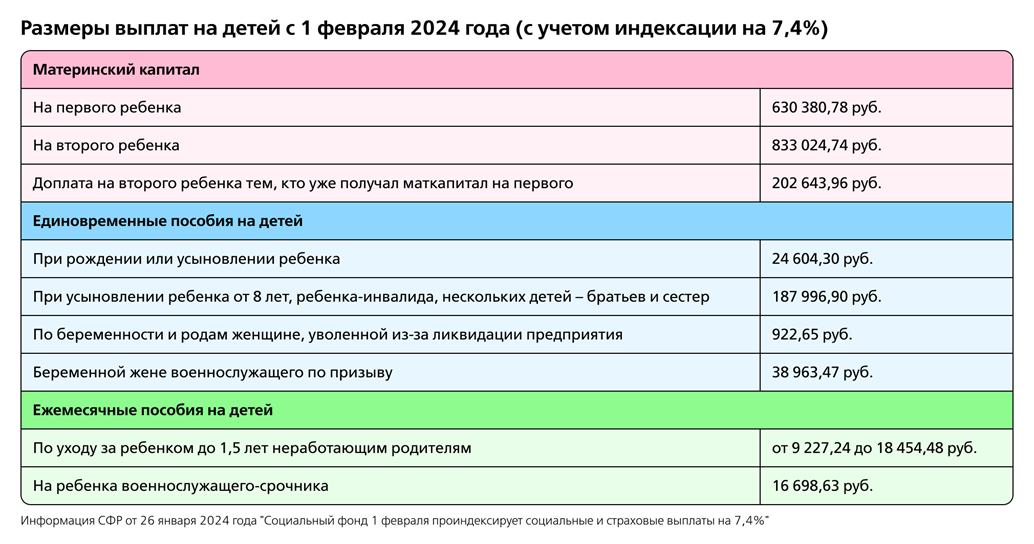 Размеры выплат на детей с 1 февраля 2024 года (с учетом индексации на 7,4%)
Материнский капитал
На первого ребенка 630 380,78 руб.
На второго ребенка 833 024,74 руб.
Доплата на второго ребенка тем, кто уже получал маткапитал на первого 202 643,96 руб.
Единовременные пособия на детей
При рождении или усыновлении ребенка 24 604,30 руб.
При усыновлении ребенка от 8 лет, ребенка-инвалида, нескольких детей – братьев и сестер 187 996,90 руб.
По беременности и родам женщине, уволенной из-за ликвидации предприятия 922,65 руб.
Беременной жене военнослужащего по призыву 38 963,47 руб.
Ежемесячные пособия на детей
По уходу за ребенком до 1,5 лет неработающим родителям от 9 227,24 до 18 454,48 руб.
На ребенка военнослужащего-срочника 16 698,63 руб.
Информация СФР от 26 января 2024 года "Социальный фонд 1 февраля проиндексирует социальные и страховые выплаты на 7,4%"